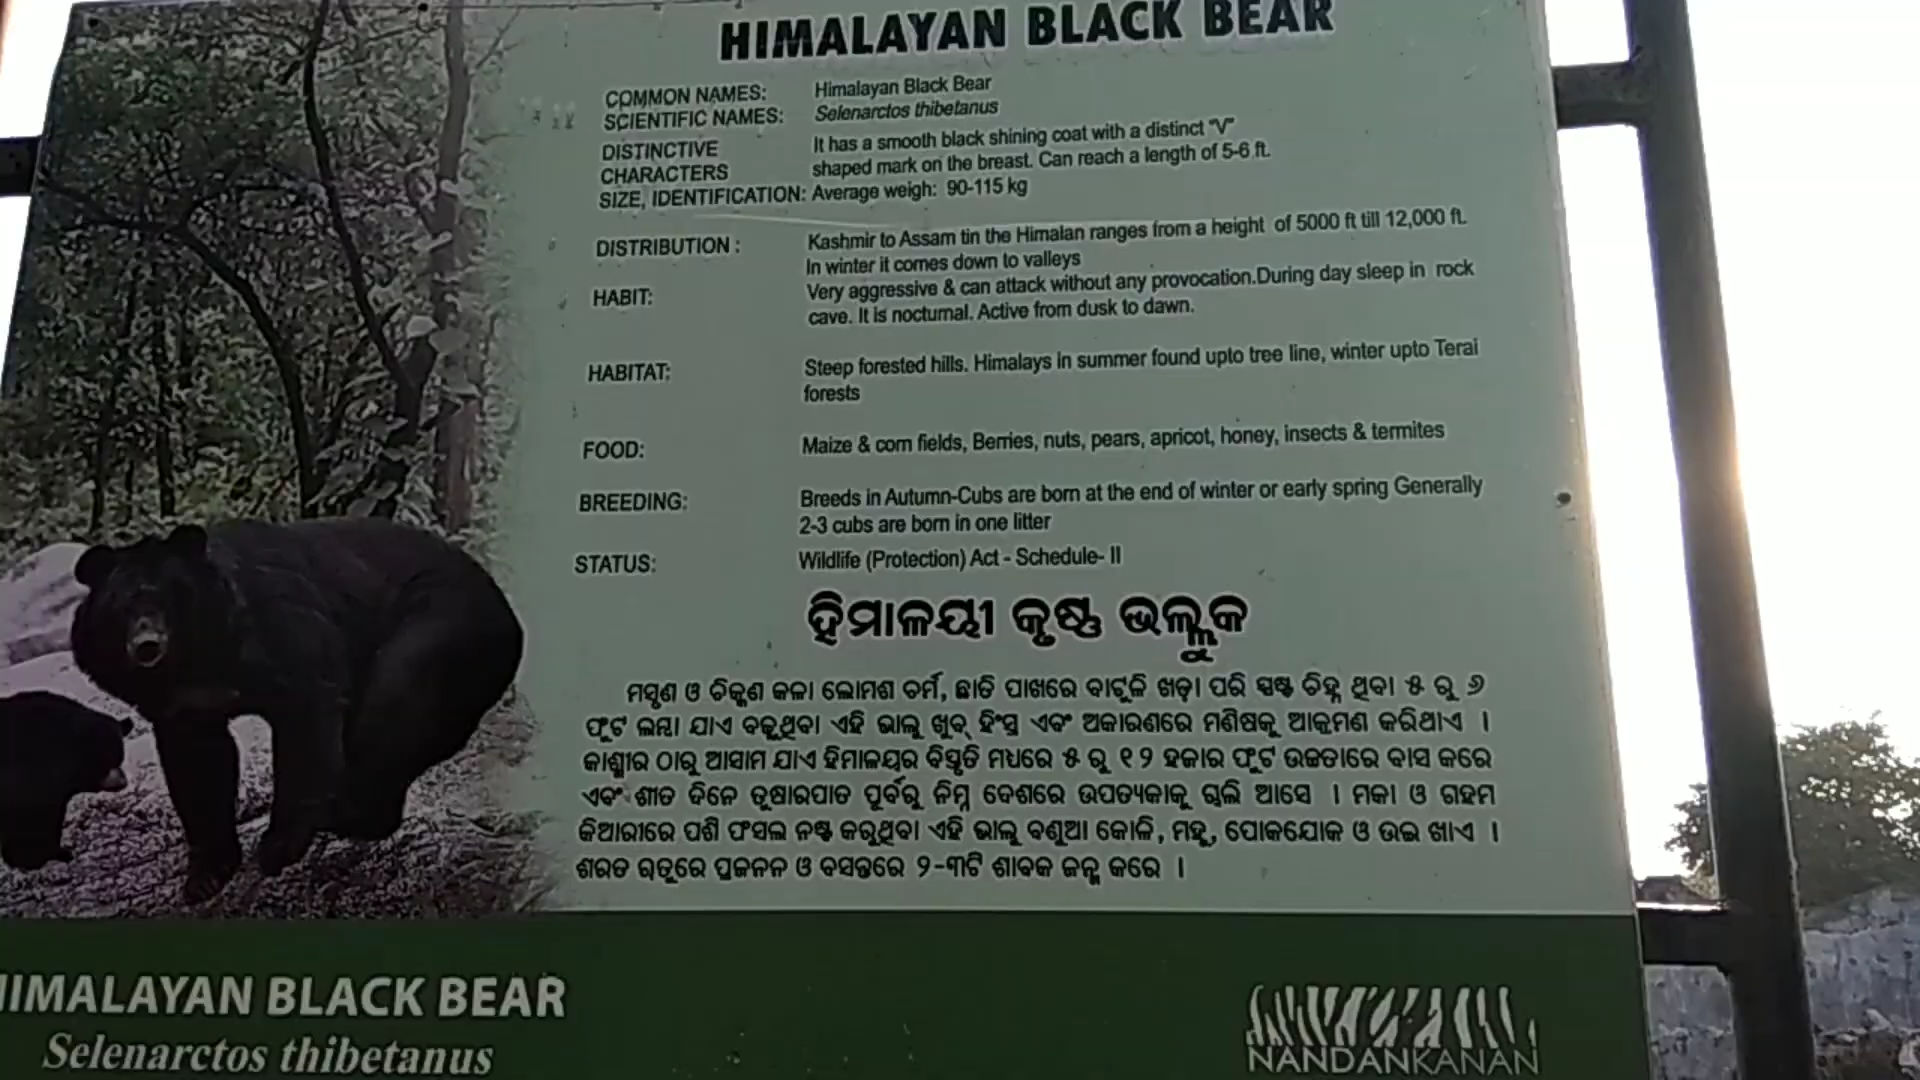 HIMALAYAN BLACK BEAR
COMMON NAMES: Himalayan Black Bear
SCIENTIFIC NAMES: Selenarctos thibetanus
DISTINCTIVE CHARACTERS It has a smooth black shining coat with a distinct "V"
shaped mark on the breast. Can reach a length of 5-6 ft.
SIZE, IDENTIFICATION: Average weigh: 90-115 kg
DISTRIBUTION : Kashmir to Assam tin the Himalan ranges from a height of 5000 ft till 12,000 ft.
In winter it comes down to valleys
HABIT: Very aggressive & can attack without any provocation.During day sleep in rock
cave. It is nocturnal. Active from dusk to dawn.
HABITAT: Steep forested hills. Himalays in summer found upto tree line, winter upto Terai
forests
FOOD: Maize & corn fields, Berries, nuts, pears, apricot, honey, insects & termites
BREEDING: Breeds in Autumn-Cubs are born at the end of winter or early spring Generally
2-3 cubs are born in one litter
STATUS: Wildlife (Protection) Act - Schedule- II
ହିମାଳୟୀ କୃଷ୍ଣ ଭଲ୍ଲୁକ
ମସୃଣ ଓ ଚିକ୍କଣ କଳା ଲୋମଶ ଚର୍ମ, ଛାତି ପାଖରେ ବାଟୁଳି ଖଡ଼ା ପରି ସ୍ପଷ୍ଟ ଚିହ୍ନ ଥିବା ୫ ରୁ ୬
ଫୁଟ ଲମ୍ବା ଯାଏ ବଢୁଥିବା ଏହି ଭାଲୁ ଖୁବ୍ ହିଂସ୍ର ଏବଂ ଅକାରଣରେ ମଣିଷକୁ ଆକ୍ରମଣ କରିଥାଏ ।
କାଶ୍ମୀର ଠାରୁ ଆସାମ ଯାଏ ହିମାଳୟର ବିସ୍ତୃତି ମଧ୍ୟରେ ୫ ରୁ ୧୨ ହଜାର ଫୁଟ ଉଚ୍ଚତାରେ ବାସ କରେ
ଏବଂ ଶୀତ ଦିନେ ତୁଷାରପାତ ପୂର୍ବରୁ ନିମ୍ନ ଦେଶରେ ଉପତ୍ୟକାକୁ ଚାଲି ଆସେ । ମକା ଓ ଗହମ
କିଆରୀରେ ପଶି ଫସଲ ନଷ୍ଟ କରୁଥିବା ଏହି ଭାଲୁ ବଣୁଆ କୋଳି, ମହୁ, ପୋକଯୋକ ଓ ଉଇ ଖାଏ ।
ଶରତ ଋତୁରେ ପ୍ରଜନନ ଓ ବସନ୍ତରେ ୨-୩ଟି ଶାବକ ଜନ୍ମ କରେ ।
HIMALAYAN BLACK BEAR
Selenarctos thibetanus
NANDANKANAN